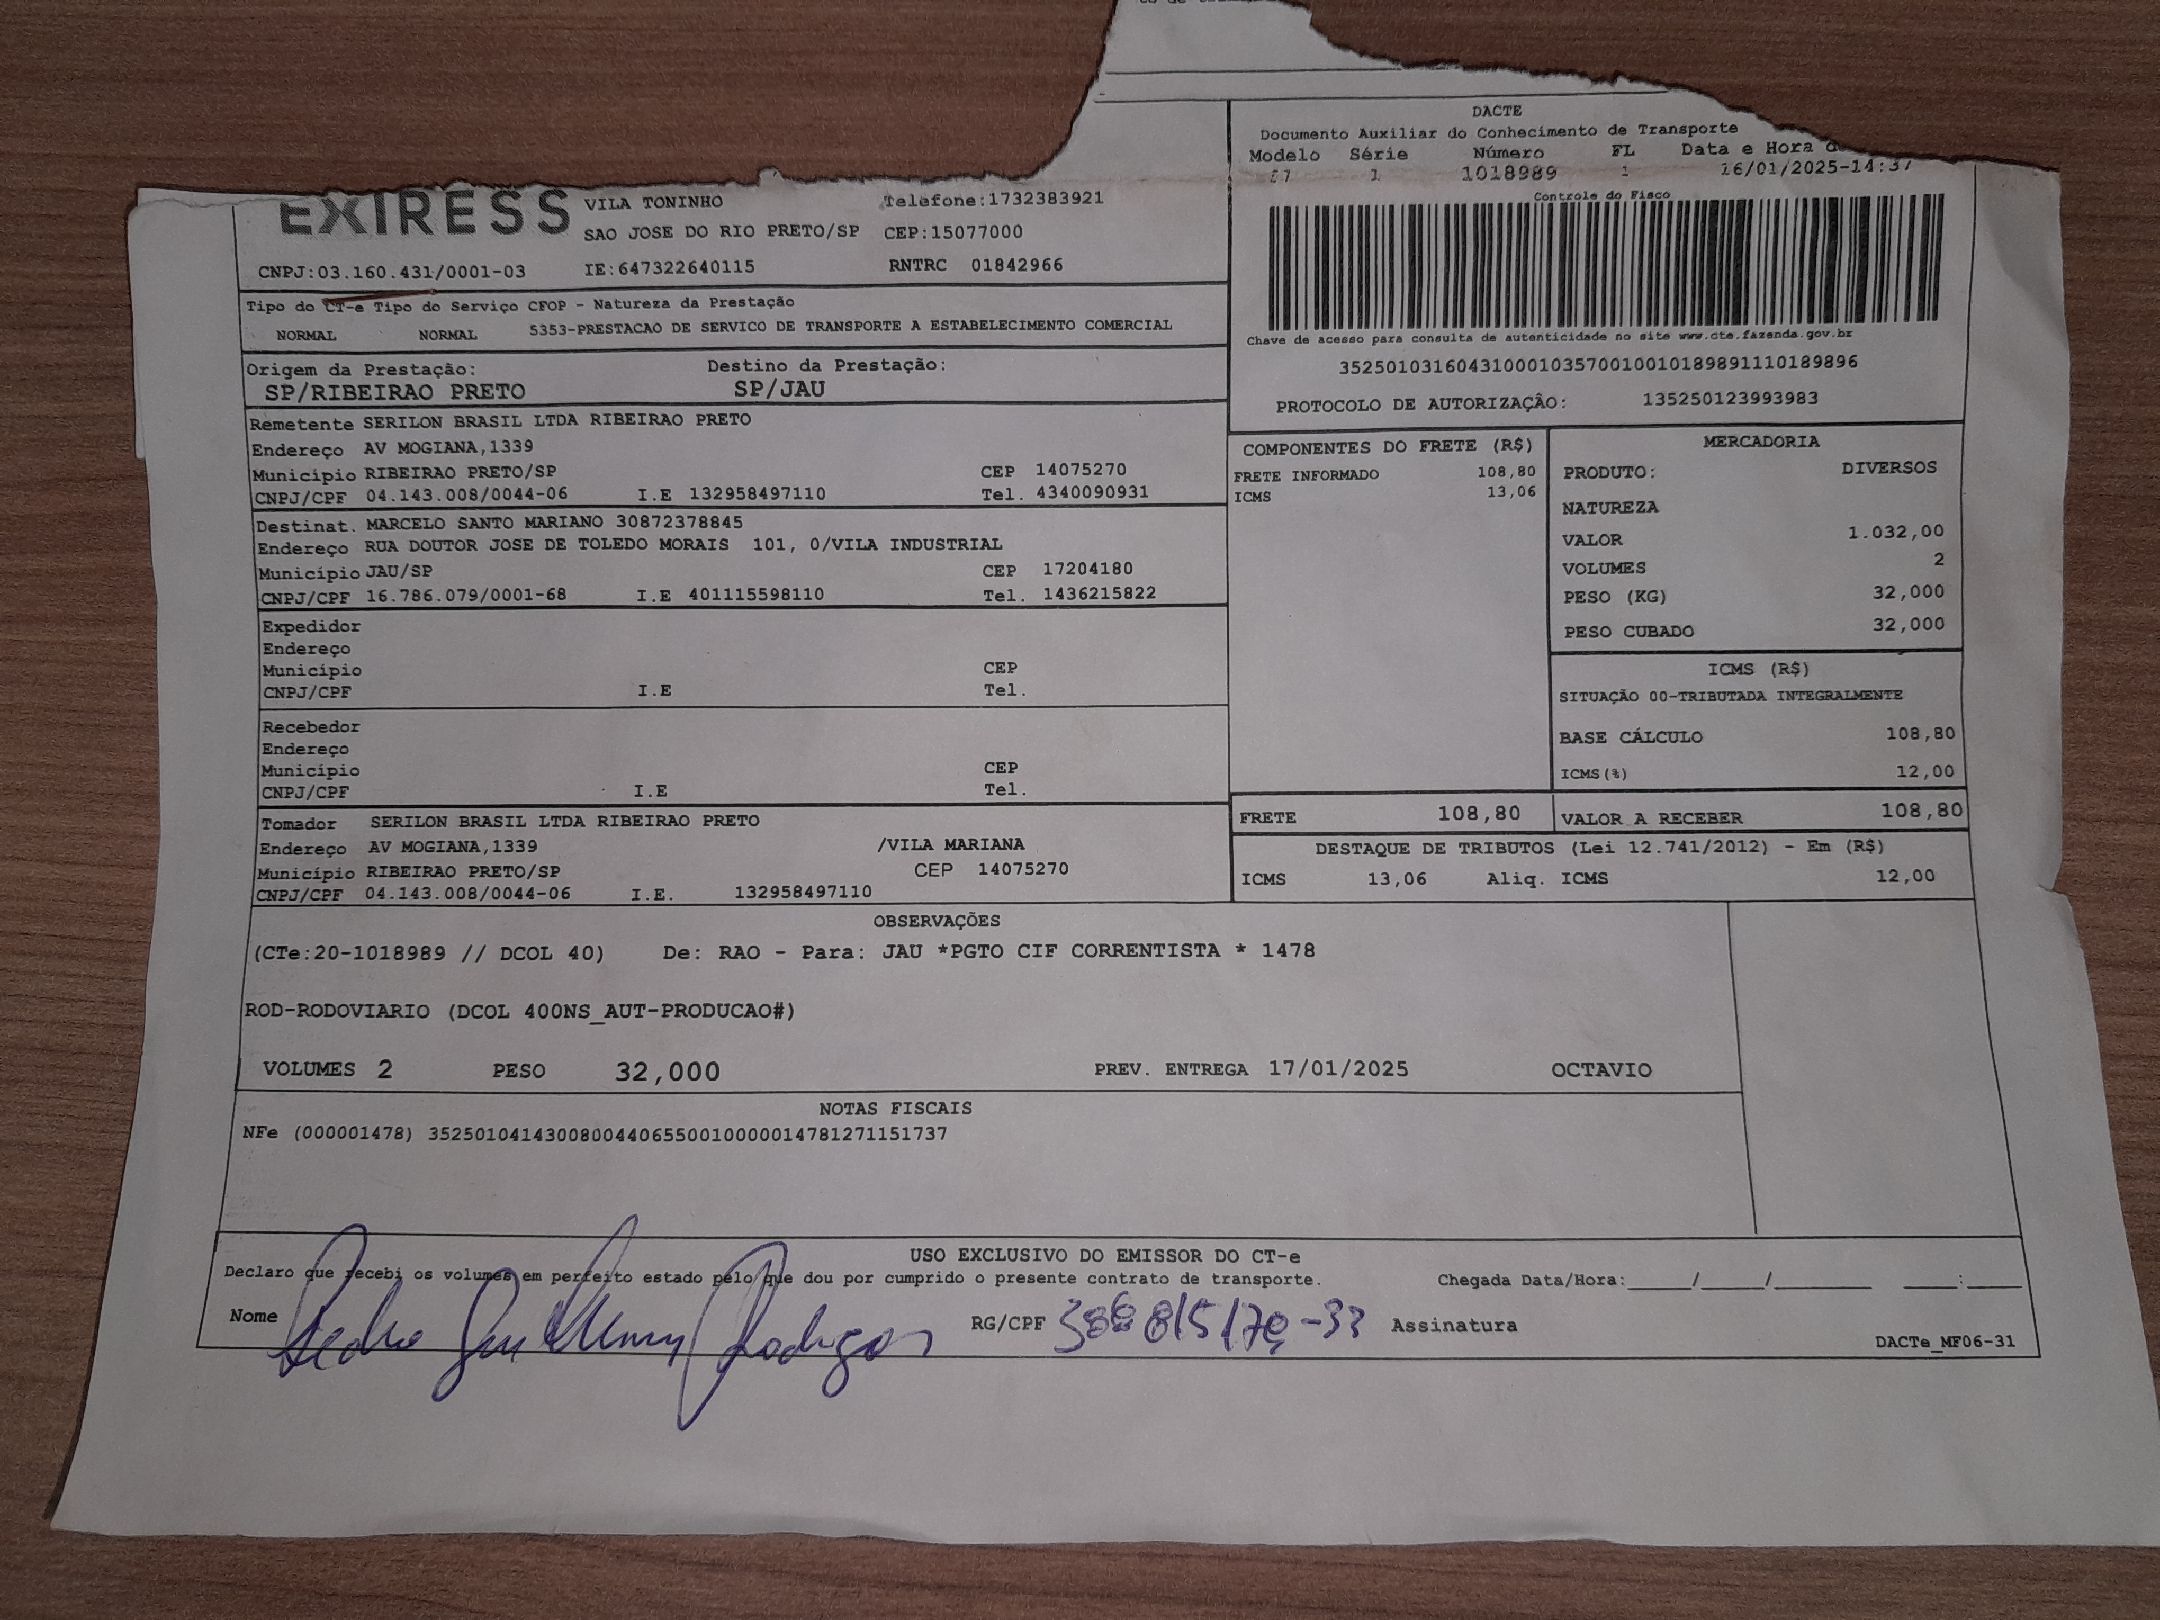 DACTE
Documento Auxiliar do Conhecimento de Transporte
Modelo Série Número FL Data e Hora
1 1018989 1 16/01/2025-14:37
Controle do Fisco
EXPRESS VILA TONINHO Telefone:1732383921
SAO JOSE DO RIO PRETO/SP CEP:15077000
CNPJ:03.160.431/0001-03 IE:647322640115 RNTRC 01842966
Chave de acesso para consulta de autenticidade no site www.cte.fazenda.gov.br
35250103160431000103570010010189891110189896
PROTOCOLO DE AUTORIZAÇÃO: 135250123993983
Tipo do CT-e Tipo do Serviço CFOP - Natureza da Prestação
NORMAL NORMAL 5353-PRESTACAO DE SERVICO DE TRANSPORTE A ESTABELECIMENTO COMERCIAL
Origem da Prestação: Destino da Prestação:
SP/RIBEIRAO PRETO SP/JAU
Remetente SERILON BRASIL LTDA RIBEIRAO PRETO
Endereço AV MOGIANA,1339
Município RIBEIRAO PRETO/SP CEP 14075270
CNPJ/CPF 04.143.008/0044-06 I.E 132958497110 Tel. 4340090931
Destinat. MARCELO SANTO MARIANO 30872378845
Endereço RUA DOUTOR JOSE DE TOLEDO MORAIS 101, 0/VILA INDUSTRIAL
Município JAU/SP CEP 17204180
CNPJ/CPF 16.786.079/0001-68 I.E 401115598110 Tel. 1436215822
Expedidor
Endereço
Município CEP
CNPJ/CPF I.E Tel.
Recebedor
Endereço
Município CEP
CNPJ/CPF I.E Tel.
Tomador SERILON BRASIL LTDA RIBEIRAO PRETO
Endereço AV MOGIANA,1339 /VILA MARIANA
Município RIBEIRAO PRETO/SP CEP 14075270
CNPJ/CPF 04.143.008/0044-06 I.E. 132958497110
COMPONENTES DO FRETE (R$)
FRETE INFORMADO 108,80
ICMS 13,06
MERCADORIA
PRODUTO: DIVERSOS
NATUREZA
VALOR 1.032,00
VOLUMES 2
PESO (KG) 32,000
PESO CUBADO 32,000
ICMS (R$)
SITUAÇÃO 00-TRIBUTADA INTEGRALMENTE
BASE CÁLCULO 108,80
ICMS(%) 12,00
FRETE 108,80 VALOR A RECEBER 108,80
DESTAQUE DE TRIBUTOS (Lei 12.741/2012) - Em (R$)
ICMS 13,06 Aliq. ICMS 12,00
OBSERVAÇÕES
(CTe:20-1018989 // DCOL 40) De: RAO - Para: JAU *PGTO CIF CORRENTISTA * 1478
ROD-RODOVIARIO (DCOL 400NS_AUT-PRODUCAO#)
VOLUMES 2 PESO 32,000 PREV. ENTREGA 17/01/2025 OCTAVIO
NOTAS FISCAIS
NFe (000001478) 35250104143008004406550010000014781271151737
USO EXCLUSIVO DO EMISSOR DO CT-e
Declaro que recebi os volumes em perfeito estado pelo que dou por cumprido o presente contrato de transporte. Chegada Data/Hora:_____/_____/________ ____:_____
Nome Pedro Guilherme Rodrigues RG/CPF Assinatura
DACTe_MF06-31